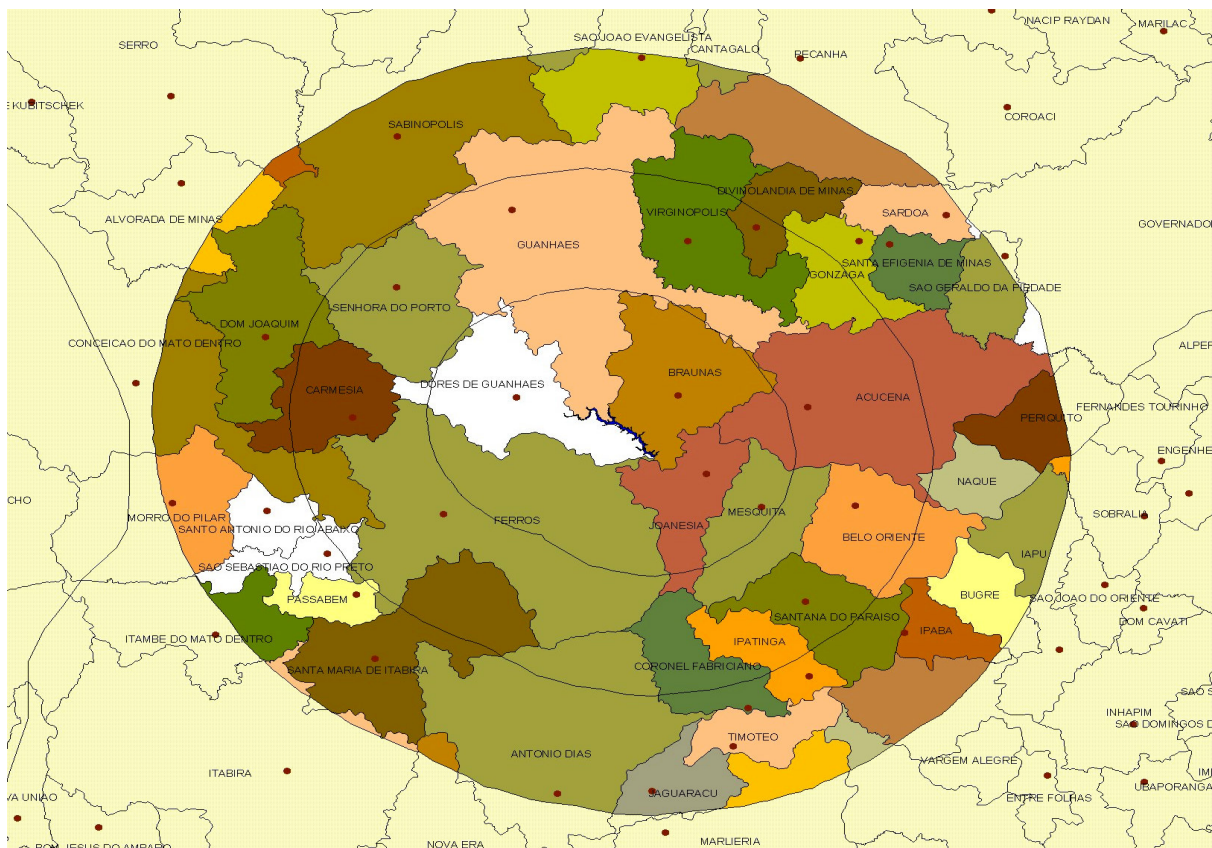 NACIP RAYDAN
MARILAC
SERRO
SAO JOAO EVANGELISTA
CANTAGALO
PECANHA
E KUBITSCHEK
COROACI
SABINOPOLIS
DIVINOLANDIA DE MINAS
ALVORADA DE MINAS
VIRGINOPOLIS
SARDOA
GOVERNADO
GUANHAES
SANTA EFIGENIA DE MINAS
GONZAGA
SAO GERALDO DA PIEDADE
SENHORA DO PORTO
DOM JOAQUIM
CONCEICAO DO MATO DENTRO
ALPER
BRAUNAS
DORES DE GUANHAES
CARMESIA
ACUCENA
FERNANDES TOURINHO
PERIQUITO
ENGENHE
NAQUE
CHO
MORRO DO PILAR
SANTO ANTONIO DO RIO ABAIXO
FERROS
JOANESIA
MESQUITA
SOBRALIA
BELO ORIENTE
IAPU
SAO SEBASTIAO DO RIO PRETO
PASSABEM
BUGRE
SAO JOAO DO ORIENTE
SANTANA DO PARAISO
DOM CAVATI
ITAMBE DO MATO DENTRO
IPATINGA
IPABA
SANTA MARIA DE ITABIRA
CORONEL FABRICIANO
SAO S
INHAPIM
SAO DOMINGOS D
TIMOTEO
ANTONIO DIAS
VARGEM ALEGRE
ITABIRA
IMB
UBAPORANGA
JAGUARACU
ENTRE FOLHAS
VA UNIAO
MARLIERIA
NOVA ERA
BOM JESUS DO AMPARO